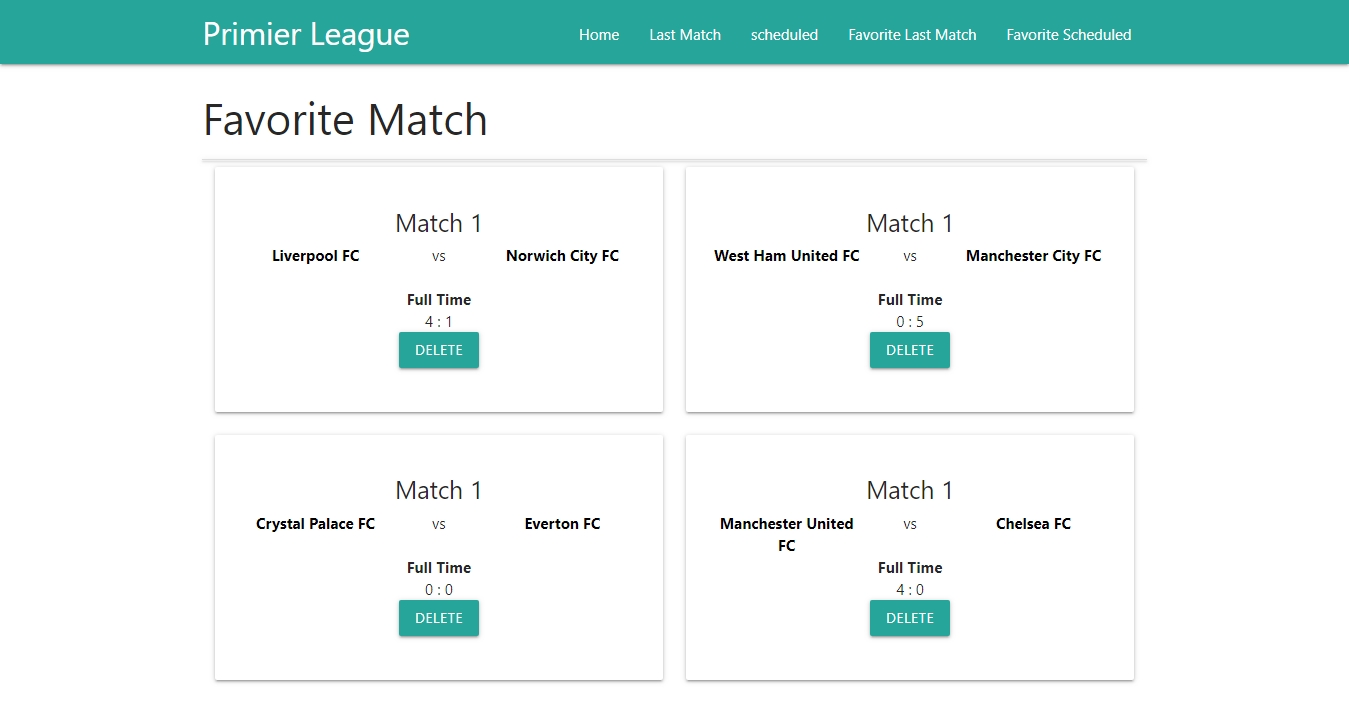 Primier League
Home Last Match scheduled Favorite Last Match Favorite Scheduled
Favorite Match
Match 1
Liverpool FC vs Norwich City FC
Full Time
4 : 1
DELETE
Match 1
West Ham United FC vs Manchester City FC
Full Time
0 : 5
DELETE
Match 1
Crystal Palace FC vs Everton FC
Full Time
0 : 0
DELETE
Match 1
Manchester United vs Chelsea FC
FC
Full Time
4 : 0
DELETE